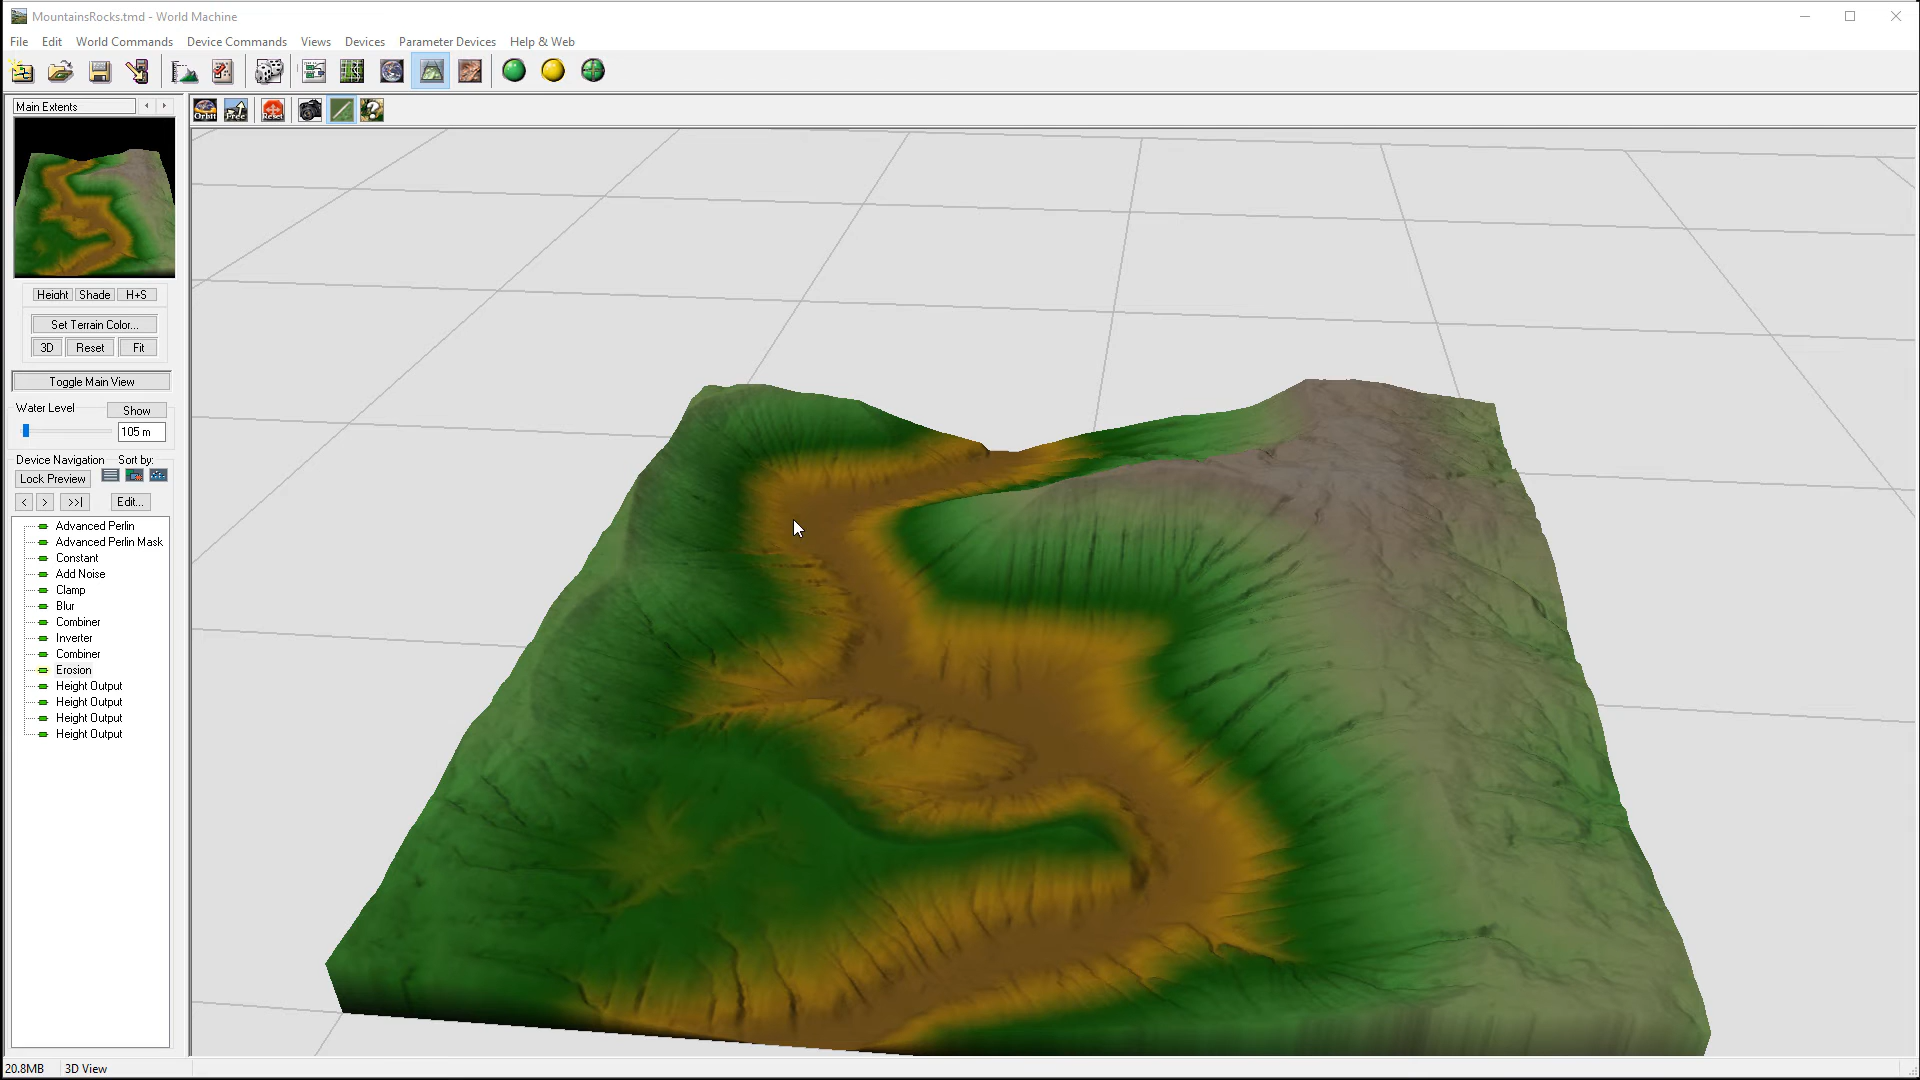 MountainsRocks.tmd - World Machine
File Edit World Commands Device Commands Views Devices Parameter Devices Help & Web
Main Extents
Orbit Free Reset
Height Shade H+S
Set Terrain Color...
3D Reset Fit
Toggle Main View
Water Level Show
105 m
Device Navigation Sort by:
Lock Preview
< > >>| Edit...
Advanced Perlin
Advanced Perlin Mask
Constant
Add Noise
Clamp
Blur
Combiner
Inverter
Combiner
Erosion
Height Output
Height Output
Height Output
Height Output
20.8MB 3D View